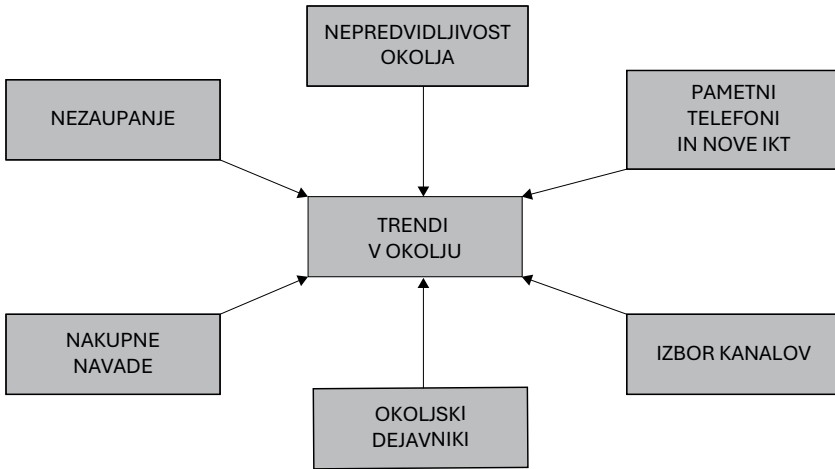 NEPREDVIDLJIVOST
OKOLJA
NEZAUPANJE
PAMETNI
TELEFONI
IN NOVE IKT
TRENDI
V OKOLJU
NAKUPNE
NAVADE
IZBOR KANALOV
OKOLJSKI
DEJAVNIKI